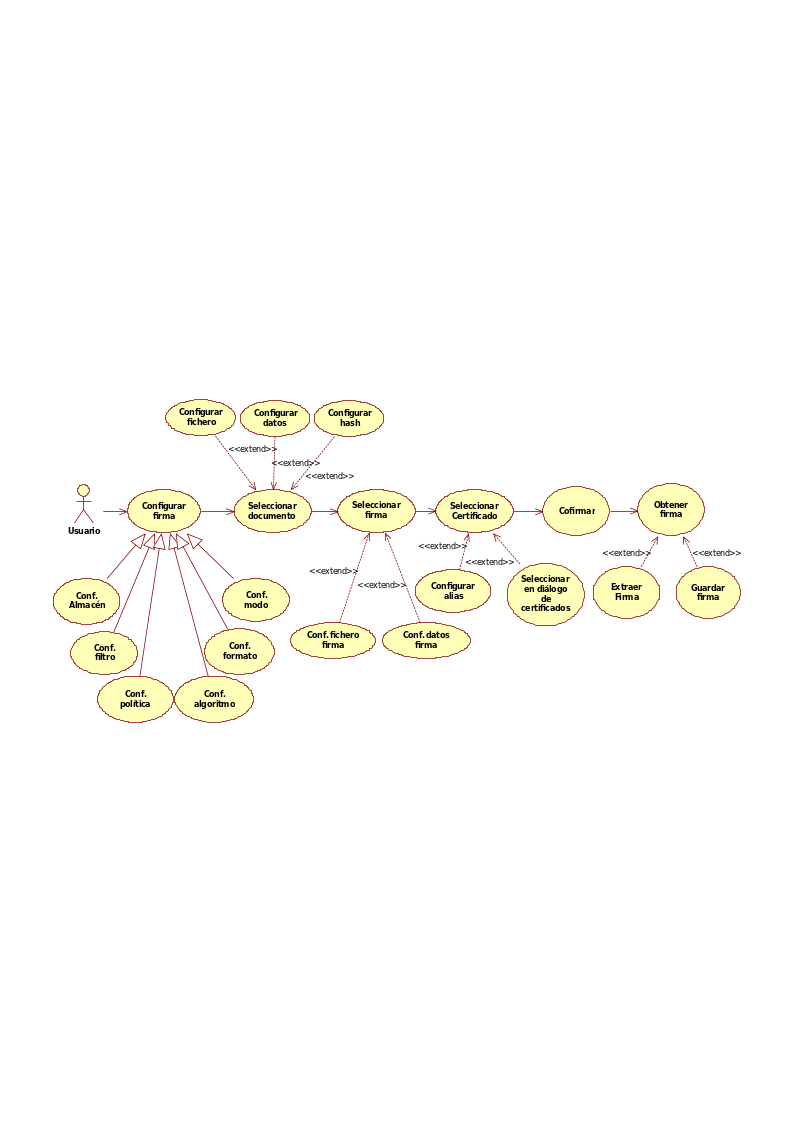 Configurar
fichero
Configurar
datos
Configurar
hash
<<extend>>
<<extend>>
<<extend>>
Usuario
Configurar
firma
Seleccionar
documento
Seleccionar
firma
Seleccionar
Certificado
Cofirmar
Obtener
firma
<<extend>>
<<extend>>
<<extend>>
<<extend>>
<<extend>>
<<extend>>
Conf.
Almacén
Conf.
modo
Configurar
alias
Seleccionar
en diálogo
de
certificados
Extraer
Firma
Guardar
firma
Conf.
filtro
Conf.
formato
Conf. fichero
firma
Conf. datos
firma
Conf.
política
Conf.
algoritmo